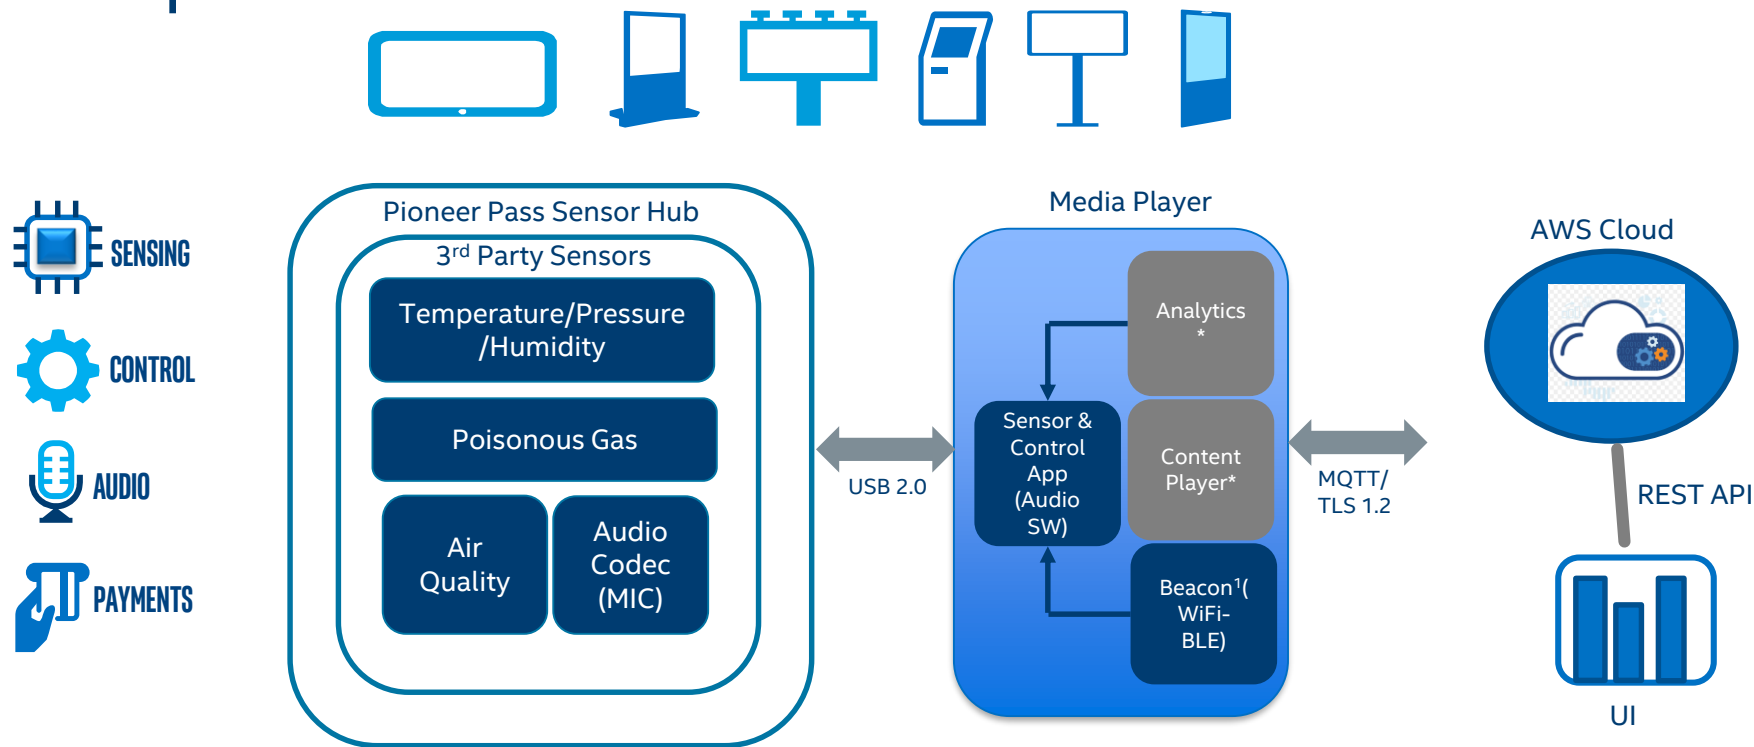 SENSING
CONTROL
AUDIO
PAYMENTS
Pioneer Pass Sensor Hub
3rd Party Sensors
Temperature/Pressure
/Humidity
Poisonous Gas
Air
Quality
Audio
Codec
(MIC)
USB 2.0
Media Player
Analytics
*
Sensor &
Control
App
(Audio
SW)
Content
Player*
Beacon1(
WiFi-
BLE)
MQTT/
TLS 1.2
AWS Cloud
REST API
UI